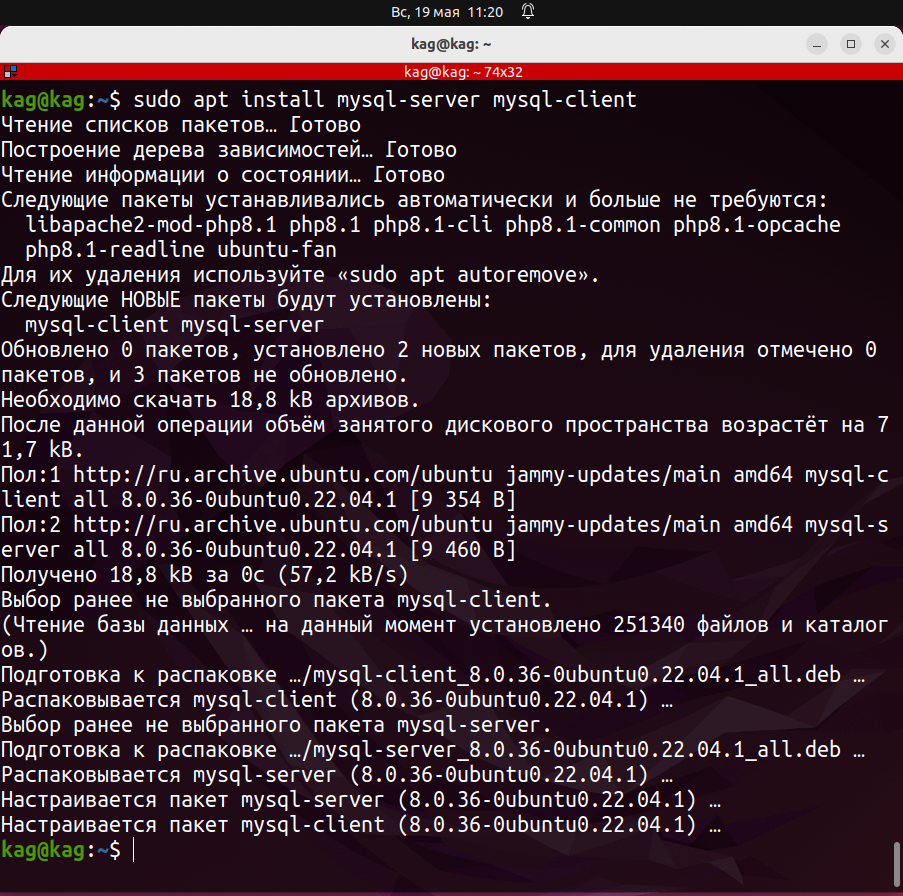 Вс, 19 мая 11:20
kag@kag: ~
kag@kag: ~ 74x32
kag@kag:~$ sudo apt install mysql-server mysql-client
Чтение списков пакетов… Готово
Построение дерева зависимостей… Готово
Чтение информации о состоянии… Готово
Следующие пакеты устанавливались автоматически и больше не требуются:
  libapache2-mod-php8.1 php8.1 php8.1-cli php8.1-common php8.1-opcache
  php8.1-readline ubuntu-fan
Для их удаления используйте «sudo apt autoremove».
Следующие НОВЫЕ пакеты будут установлены:
  mysql-client mysql-server
Обновлено 0 пакетов, установлено 2 новых пакетов, для удаления отмечено 0
пакетов, и 3 пакетов не обновлено.
Необходимо скачать 18,8 kB архивов.
После данной операции объём занятого дискового пространства возрастёт на 7
1,7 kB.
Пол:1 http://ru.archive.ubuntu.com/ubuntu jammy-updates/main amd64 mysql-c
lient all 8.0.36-0ubuntu0.22.04.1 [9 354 B]
Пол:2 http://ru.archive.ubuntu.com/ubuntu jammy-updates/main amd64 mysql-s
erver all 8.0.36-0ubuntu0.22.04.1 [9 460 B]
Получено 18,8 kB за 0с (57,2 kB/s)
Выбор ранее не выбранного пакета mysql-client.
(Чтение базы данных … на данный момент установлено 251340 файлов и каталог
ов.)
Подготовка к распаковке …/mysql-client_8.0.36-0ubuntu0.22.04.1_all.deb …
Распаковывается mysql-client (8.0.36-0ubuntu0.22.04.1) …
Выбор ранее не выбранного пакета mysql-server.
Подготовка к распаковке …/mysql-server_8.0.36-0ubuntu0.22.04.1_all.deb …
Распаковывается mysql-server (8.0.36-0ubuntu0.22.04.1) …
Настраивается пакет mysql-server (8.0.36-0ubuntu0.22.04.1) …
Настраивается пакет mysql-client (8.0.36-0ubuntu0.22.04.1) …
kag@kag:~$